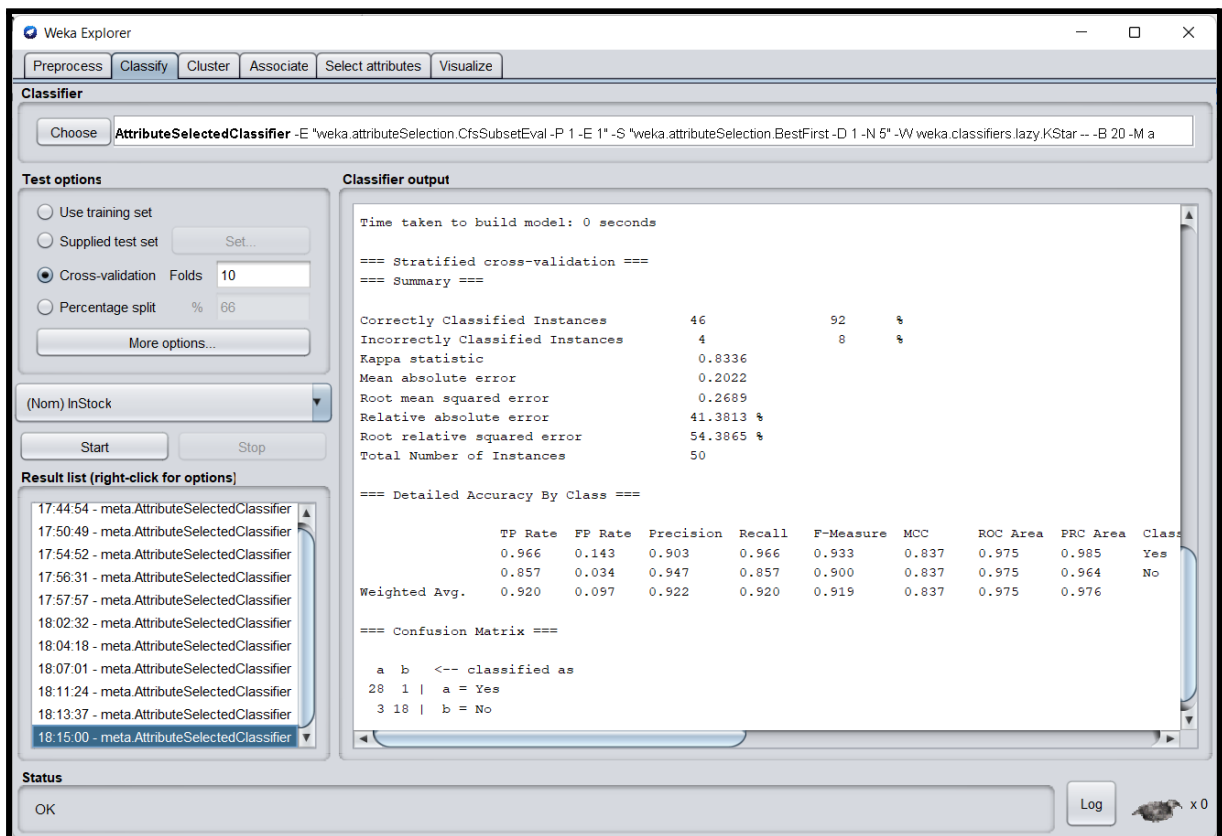 Weka Explorer
Preprocess Classify Cluster Associate Select attributes Visualize
Classifier
Choose AttributeSelectedClassifier -E "weka.attributeSelection.CfsSubsetEval -P 1 -E 1" -S "weka.attributeSelection.BestFirst -D 1 -N 5" -W weka.classifiers.lazy.KStar -- -B 20 -M a
Test options
Use training set
Supplied test set Set...
Cross-validation Folds 10
Percentage split % 66
More options...
(Nom) InStock
Start Stop
Result list (right-click for options)
17:44:54 - meta.AttributeSelectedClassifier
17:50:49 - meta.AttributeSelectedClassifier
17:54:52 - meta.AttributeSelectedClassifier
17:56:31 - meta.AttributeSelectedClassifier
17:57:57 - meta.AttributeSelectedClassifier
18:02:32 - meta.AttributeSelectedClassifier
18:04:18 - meta.AttributeSelectedClassifier
18:07:01 - meta.AttributeSelectedClassifier
18:11:24 - meta.AttributeSelectedClassifier
18:13:37 - meta.AttributeSelectedClassifier
18:15:00 - meta.AttributeSelectedClassifier
Classifier output
Time taken to build model: 0 seconds
=== Stratified cross-validation ===
=== Summary ===
Correctly Classified Instances 46 92 %
Incorrectly Classified Instances 4 8 %
Kappa statistic 0.8336
Mean absolute error 0.2022
Root mean squared error 0.2689
Relative absolute error 41.3813 %
Root relative squared error 54.3865 %
Total Number of Instances 50
=== Detailed Accuracy By Class ===
TP Rate FP Rate Precision Recall F-Measure MCC ROC Area PRC Area Class
0.966 0.143 0.903 0.966 0.933 0.837 0.975 0.985 Yes
0.857 0.034 0.947 0.857 0.900 0.837 0.975 0.964 No
Weighted Avg. 0.920 0.097 0.922 0.920 0.919 0.837 0.975 0.976
=== Confusion Matrix ===
a b <-- classified as
28 1 | a = Yes
3 18 | b = No
Status
OK
Log x 0